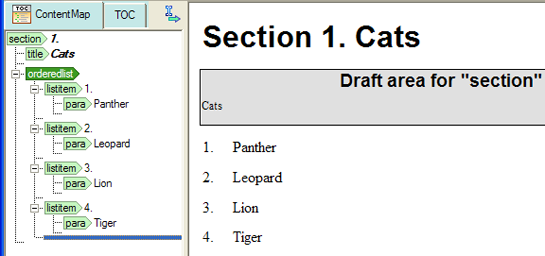 TOC
ContentMap
TOC
section 1.
title Cats
orderedlist
listitem 1.
para Panther
listitem 2.
para Leopard
listitem 3.
para Lion
listitem 4.
para Tiger
Section 1. Cats
Draft area for "section"
Cats
1. Panther
2. Leopard
3. Lion
4. Tiger